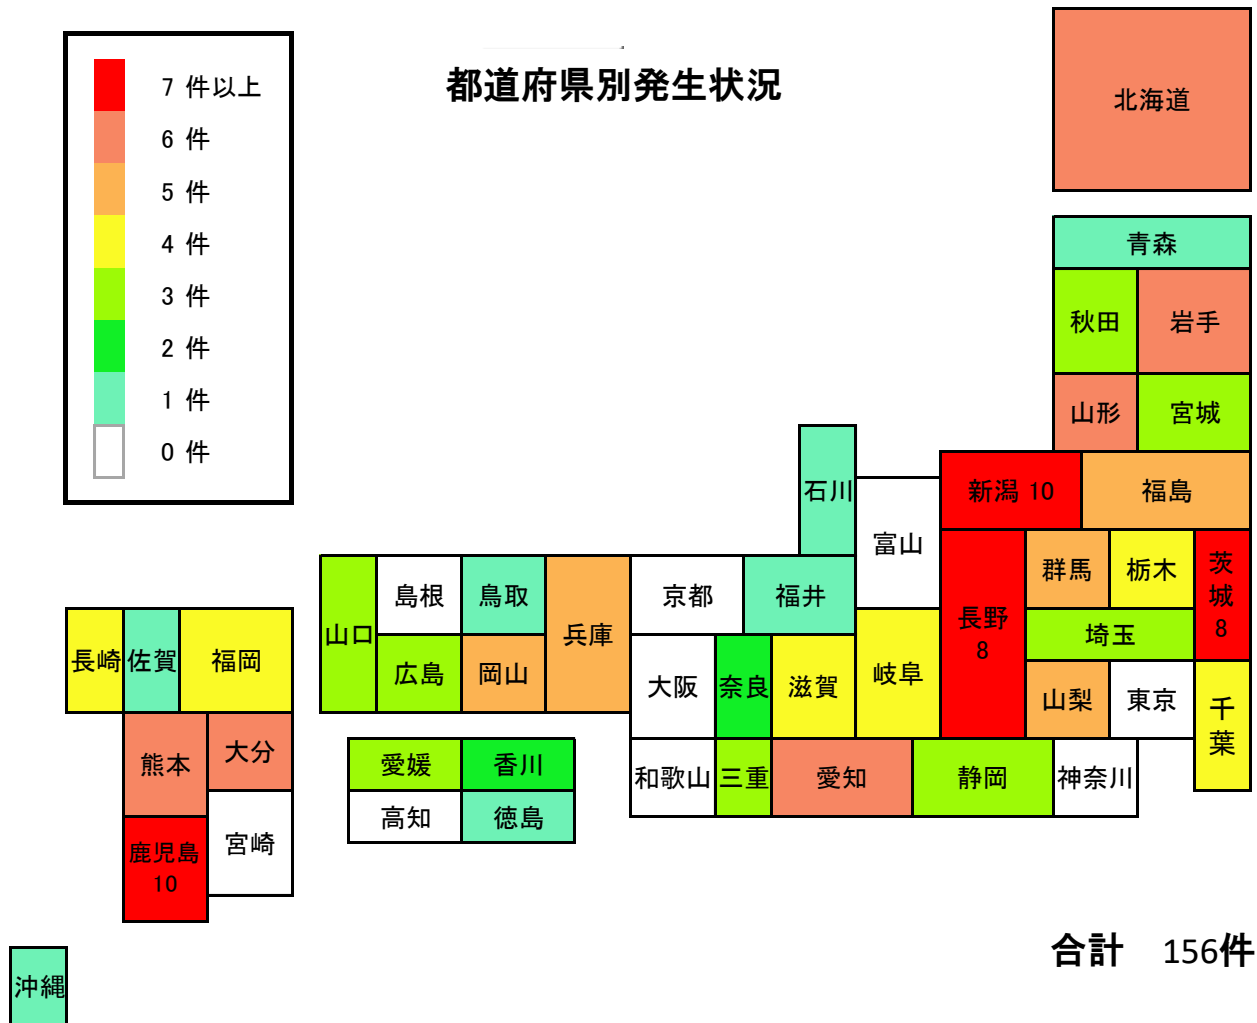 都道府県別発生状況
7 件以上
6 件
5 件
4 件
3 件
2 件
1 件
0 件
北海道
青森
秋田
岩手
山形
宮城
石川
新潟 10
福島
富山
群馬
栃木
茨
城
8
長野
8
島根
鳥取
兵庫
京都
福井
山口
埼玉
長崎
佐賀
福岡
広島
岡山
大阪
奈良
滋賀
岐阜
山梨
東京
千
葉
熊本
大分
愛媛
香川
和歌山
三重
愛知
静岡
神奈川
高知
徳島
鹿児島
10
宮崎
合計 156件
沖縄